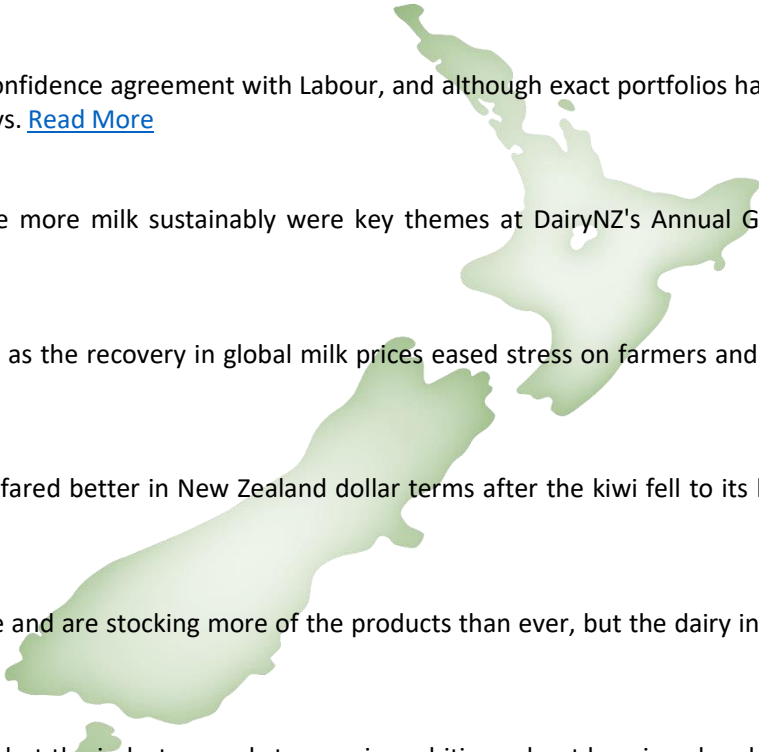 onfidence agreement with Labour, and although exact portfolios ha
vs. Read More
e more milk sustainably were key themes at DairyNZ's Annual G
as the recovery in global milk prices eased stress on farmers and
fared better in New Zealand dollar terms after the kiwi fell to its
e and are stocking more of the products than ever, but the dairy in